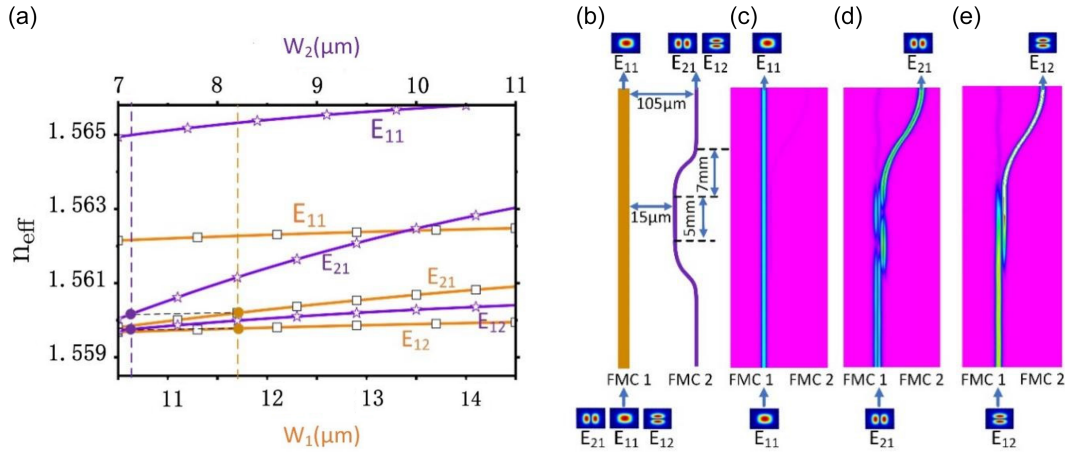 (a)
W₂(μm)
7 8 9 10 11
1.565
1.563
1.561
1.559
n_eff
E₁₁
E₁₁
E₂₁
E₂₁
E₁₂
E₁₂
11 12 13 14
W₁(μm)
(b)
E₁₁ E₂₁ E₁₂
105μm
7mm
15μm
5mm
FMC 1 FMC 2
E₂₁ E₁₁ E₁₂
(c)
E₁₁
FMC 1 FMC 2
E₁₁
(d)
E₂₁
FMC 1 FMC 2
E₂₁
(e)
E₁₂
FMC 1 FMC 2
E₁₂